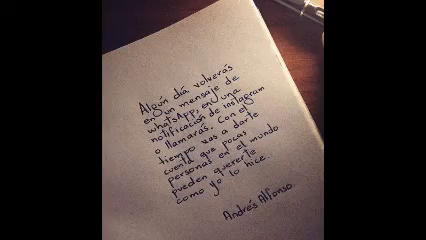 Algún día volverás
en un mensaje de
whatsApp, en una
notificación de instagram
o llamarás. Con el
tiempo vas a darte
cuenta que pocas
personas en el mundo
pueden quererte
como yo lo hice.
Andrés Alfonso